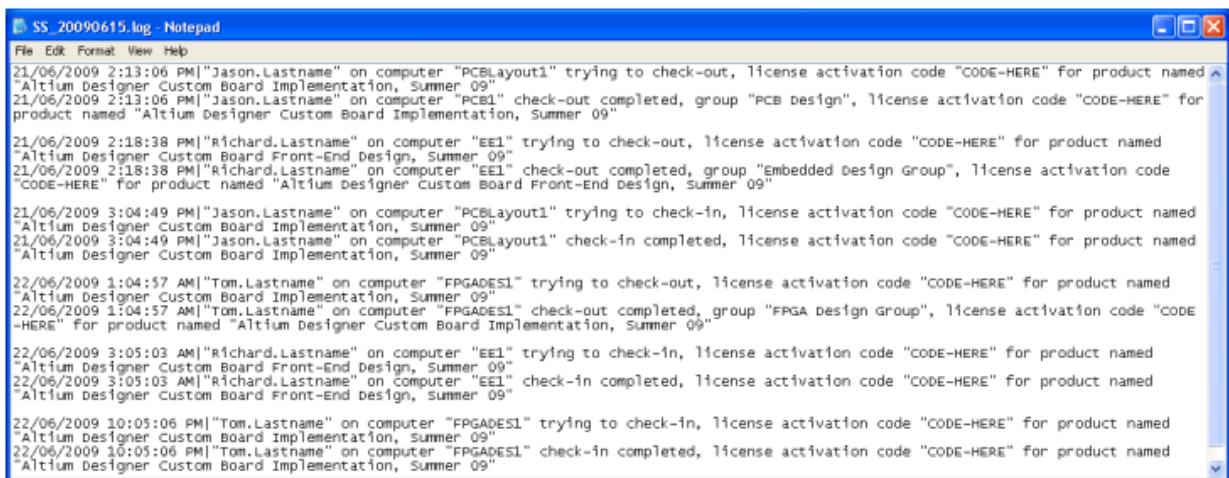 SS_20090615.log - Notepad
File Edit Format View Help
21/06/2009 2:13:06 PM|"Jason.Lastname" on computer "PCBLayout1" trying to check-out, license activation code "CODE-HERE" for product named
"Altium Designer Custom Board Implementation, Summer 09"
21/06/2009 2:13:06 PM|"Jason.Lastname" on computer "PCB1" check-out completed, group "PCB Design", license activation code "CODE-HERE" for
product named "Altium Designer Custom Board Implementation, Summer 09"
21/06/2009 2:18:38 PM|"Richard.Lastname" on computer "EE1" trying to check-out, license activation code "CODE-HERE" for product named
"Altium Designer Custom Board Front-End Design, Summer 09"
21/06/2009 2:18:38 PM|"Richard.Lastname" on computer "EE1" check-out completed, group "Embedded Design Group", license activation code
"CODE-HERE" for product named "Altium Designer Custom Board Front-End Design, Summer 09"
21/06/2009 3:04:49 PM|"Jason.Lastname" on computer "PCBLayout1" trying to check-in, license activation code "CODE-HERE" for product named
"Altium Designer Custom Board Implementation, Summer 09"
21/06/2009 3:04:49 PM|"Jason.Lastname" on computer "PCBLayout1" check-in completed, license activation code "CODE-HERE" for product named
"Altium Designer Custom Board Implementation, Summer 09"
22/06/2009 1:04:57 AM|"Tom.Lastname" on computer "FPGADES1" trying to check-out, license activation code "CODE-HERE" for product named
"Altium Designer Custom Board Implementation, Summer 09"
22/06/2009 1:04:57 AM|"Tom.Lastname" on computer "FPGADES1" check-out completed, group "FPGA Design Group", license activation code "CODE
-HERE" for product named "Altium Designer Custom Board Implementation, Summer 09"
22/06/2009 3:05:03 AM|"Richard.Lastname" on computer "EE1" trying to check-in, license activation code "CODE-HERE" for product named
"Altium Designer Custom Board Front-End Design, Summer 09"
22/06/2009 3:05:03 AM|"Richard.Lastname" on computer "EE1" check-in completed, license activation code "CODE-HERE" for product named
"Altium Designer Custom Board Front-End Design, Summer 09"
22/06/2009 10:05:06 PM|"Tom.Lastname" on computer "FPGADES1" trying to check-in, license activation code "CODE-HERE" for product named
"Altium Designer Custom Board Implementation, Summer 09"
22/06/2009 10:05:06 PM|"Tom.Lastname" on computer "FPGADES1" check-in completed, license activation code "CODE-HERE" for product named
"Altium Designer Custom Board Implementation, Summer 09"